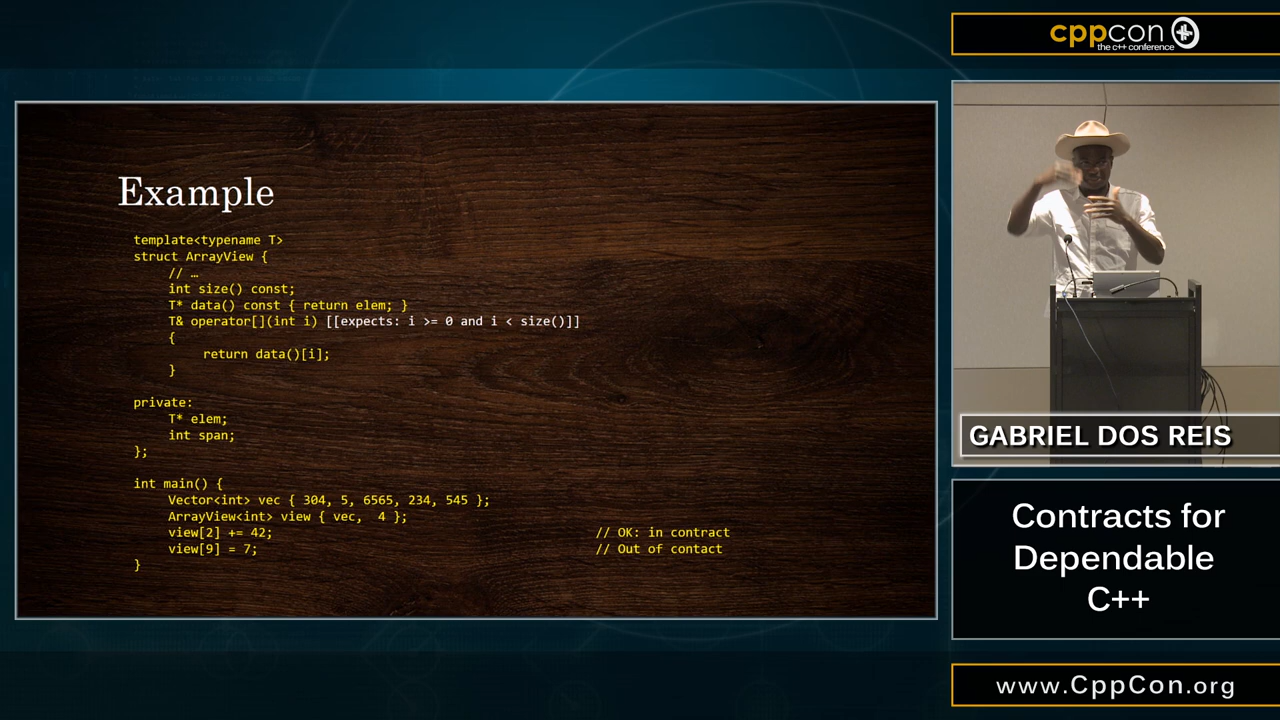 Example
template<typename T>
struct ArrayView {
// …
int size() const;
T* data() const { return elem; }
T& operator[](int i) [[expects: i >= 0 and i < size()]]
{
return data()[i];
}
private:
T* elem;
int span;
};
int main() {
Vector<int> vec { 304, 5, 6565, 234, 545 };
ArrayView<int> view { vec,  4 };
view[2] += 42; // OK: in contract
view[9] = 7; // Out of contact
}
cppcon
the c++ conference
GABRIEL DOS REIS
Contracts for
Dependable
C++
www.CppCon.org